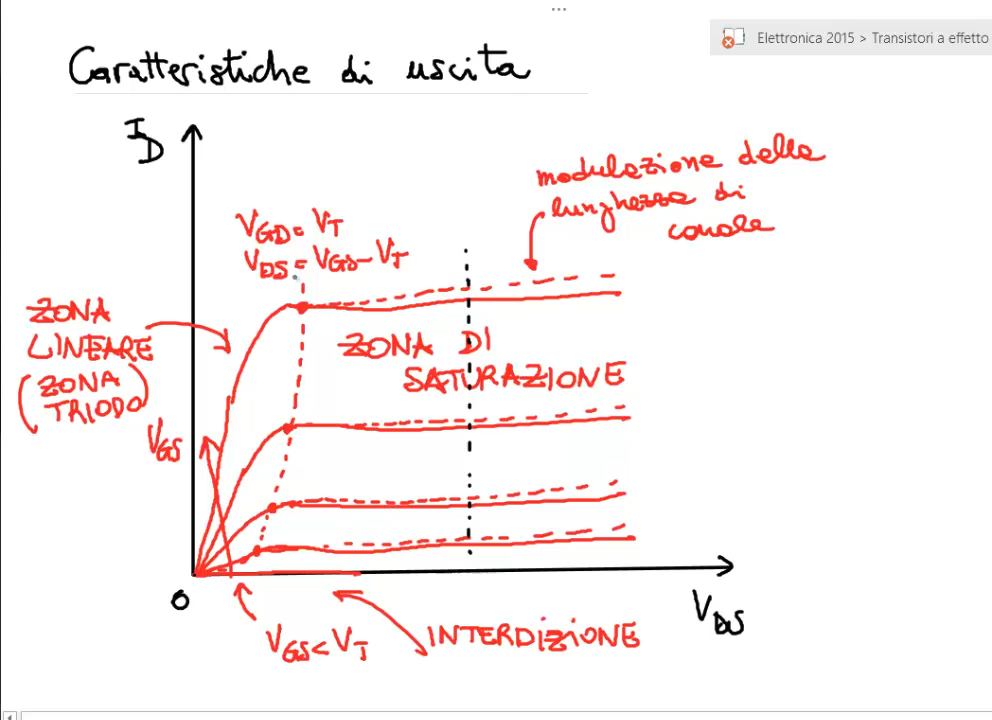 Elettronica 2015 > Transistori a effetto
Caratteristiche di uscita
I_D
modulazione della
lunghezza di
canale
V_GD = V_T
V_DS = V_GS - V_T
ZONA
LINEARE
(ZONA
TRIODO)
ZONA DI
SATURAZIONE
V_GS
0
V_DS
V_GS < V_T
INTERDIZIONE